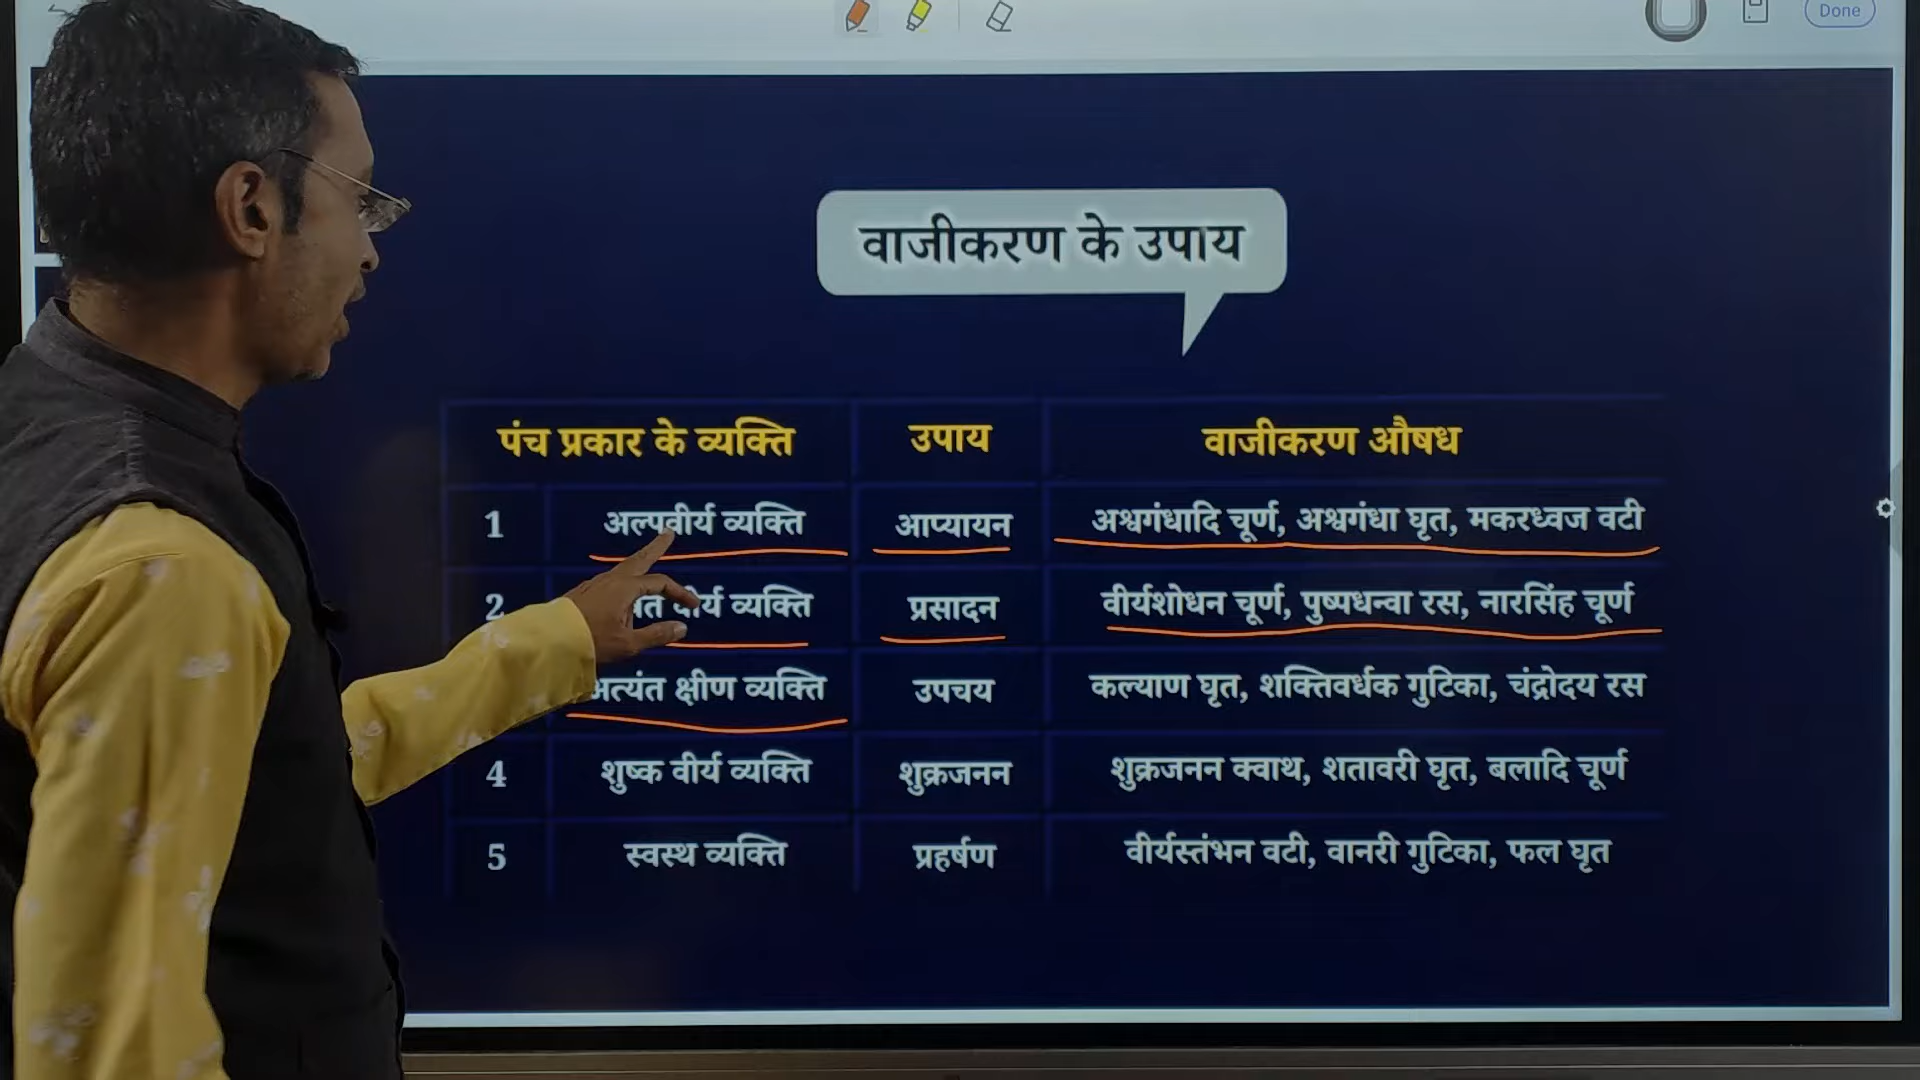 Done
वाजीकरण के उपाय
पंच प्रकार के व्यक्ति उपाय वाजीकरण औषध
1 अल्पवीर्य व्यक्ति आप्यायन अश्वगंधादि चूर्ण, अश्वगंधा घृत, मकरध्वज वटी
2 वीर्य व्यक्ति प्रसादन वीर्यशोधन चूर्ण, पुष्पधन्वा रस, नारसिंह चूर्ण
अत्यंत क्षीण व्यक्ति उपचय कल्याण घृत, शक्तिवर्धक गुटिका, चंद्रोदय रस
4 शुष्क वीर्य व्यक्ति शुक्रजनन शुक्रजनन क्वाथ, शतावरी घृत, बलादि चूर्ण
5 स्वस्थ व्यक्ति प्रहर्षण वीर्यस्तंभन वटी, वानरी गुटिका, फल घृत